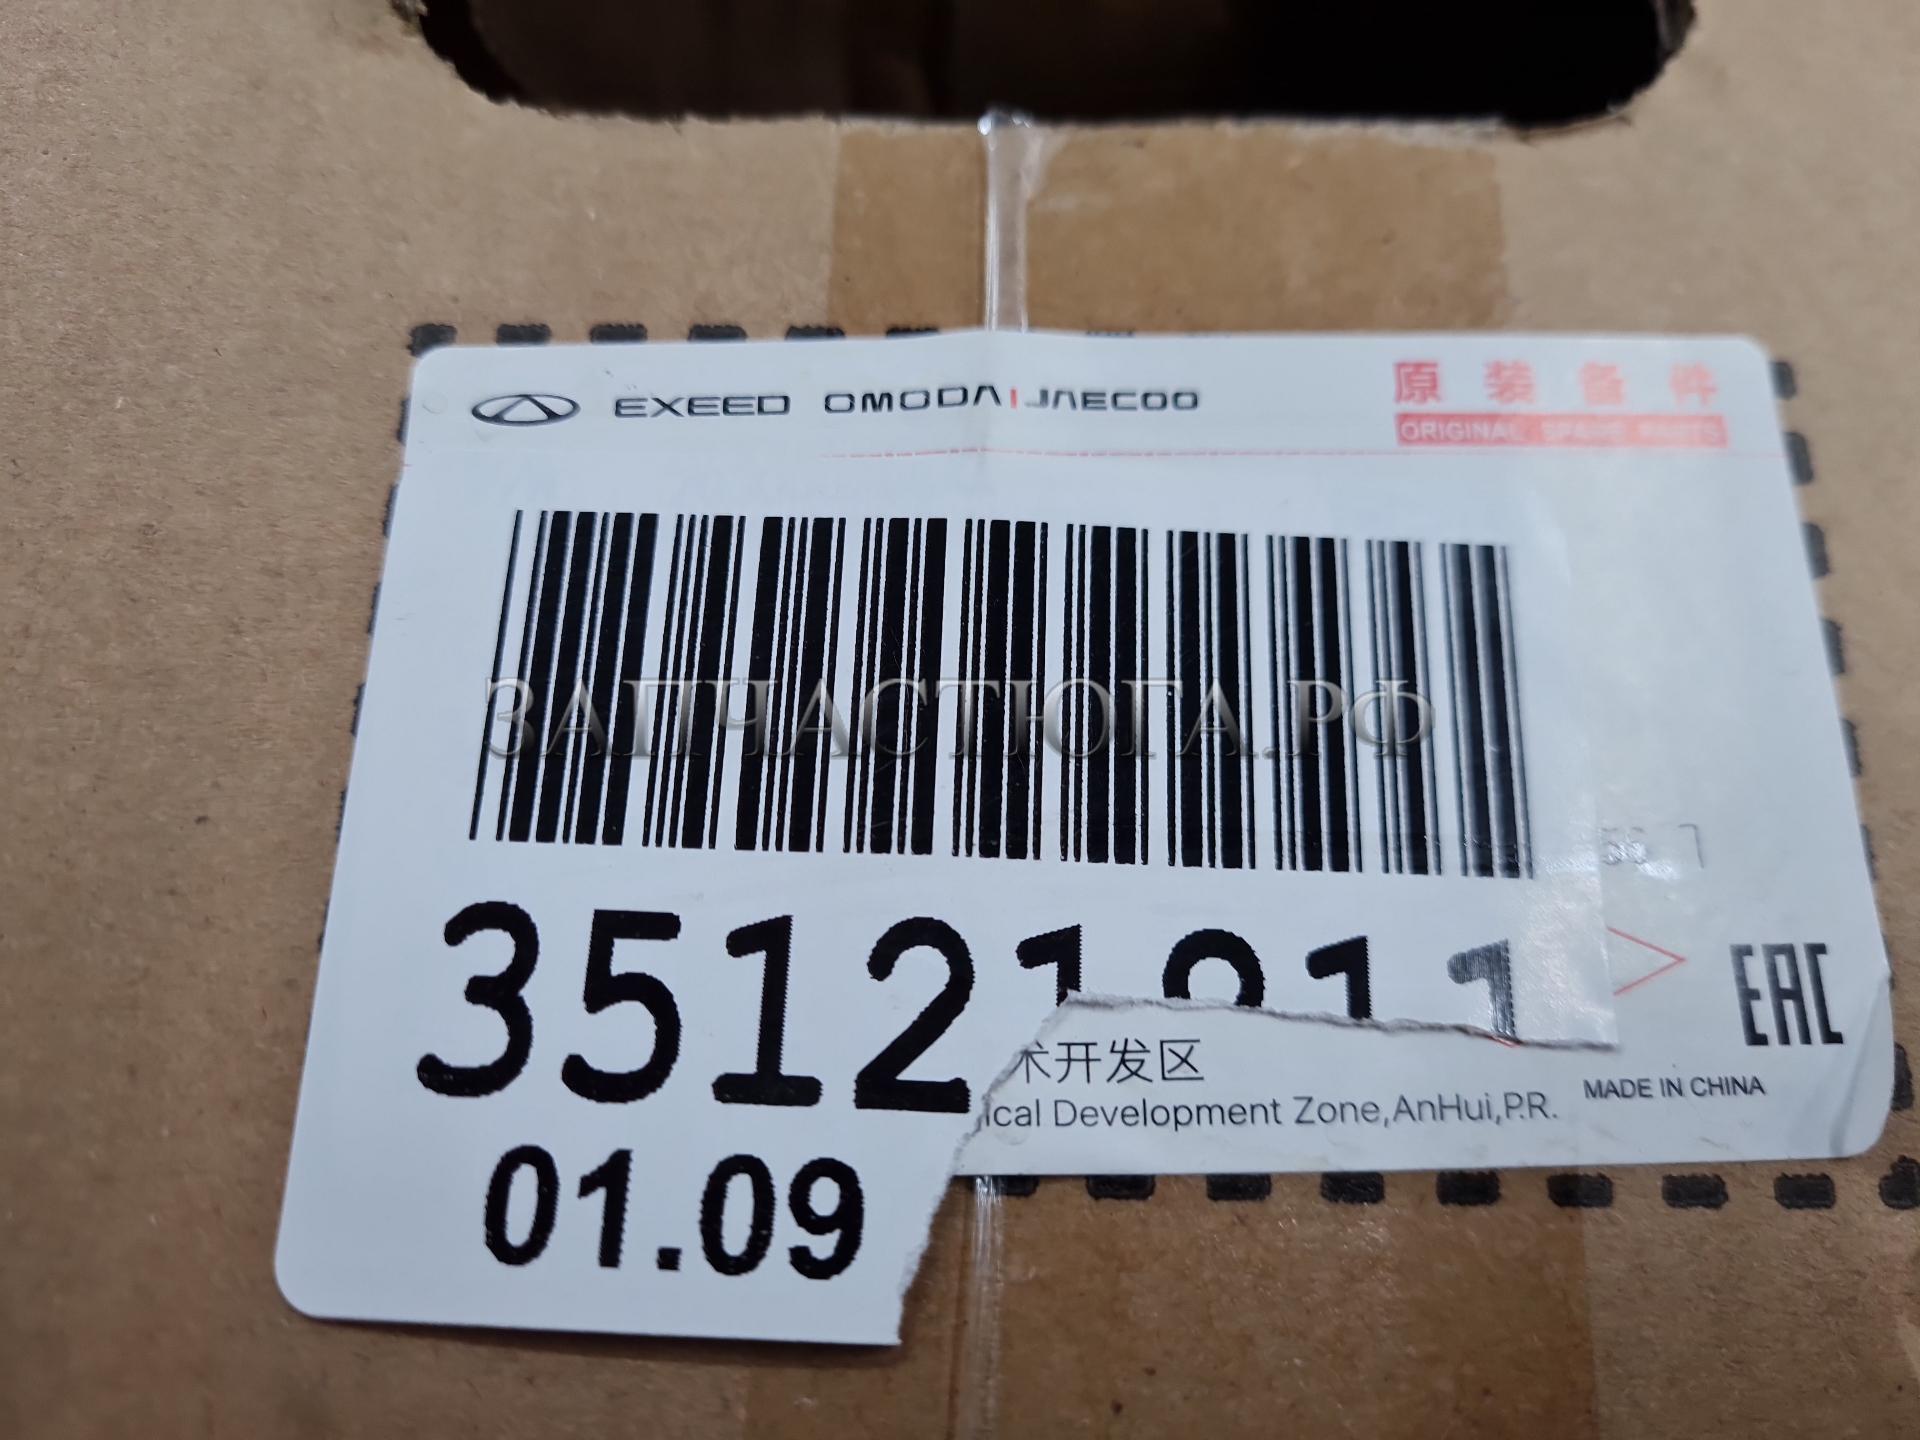 EXEED OMODA | JAECOO
原装备件
ORIGINAL SPARE PARTS
ЗАПЧАСТЮГА.РФ
3512
01.09
术开发区
ical Development Zone,AnHui,P.R.
EAC
MADE IN CHINA